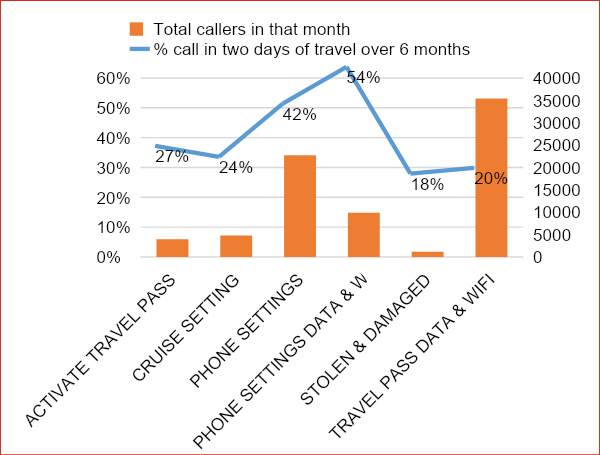 Total callers in that month
% call in two days of travel over 6 months
60%
50%
40%
30%
20%
10%
0%
40000
35000
30000
25000
20000
15000
10000
5000
0
27%
24%
42%
54%
18%
20%
ACTIVATE TRAVEL PASS
CRUISE SETTING
PHONE SETTINGS
PHONE SETTINGS DATA & W
STOLEN & DAMAGED
TRAVEL PASS DATA & WIFI